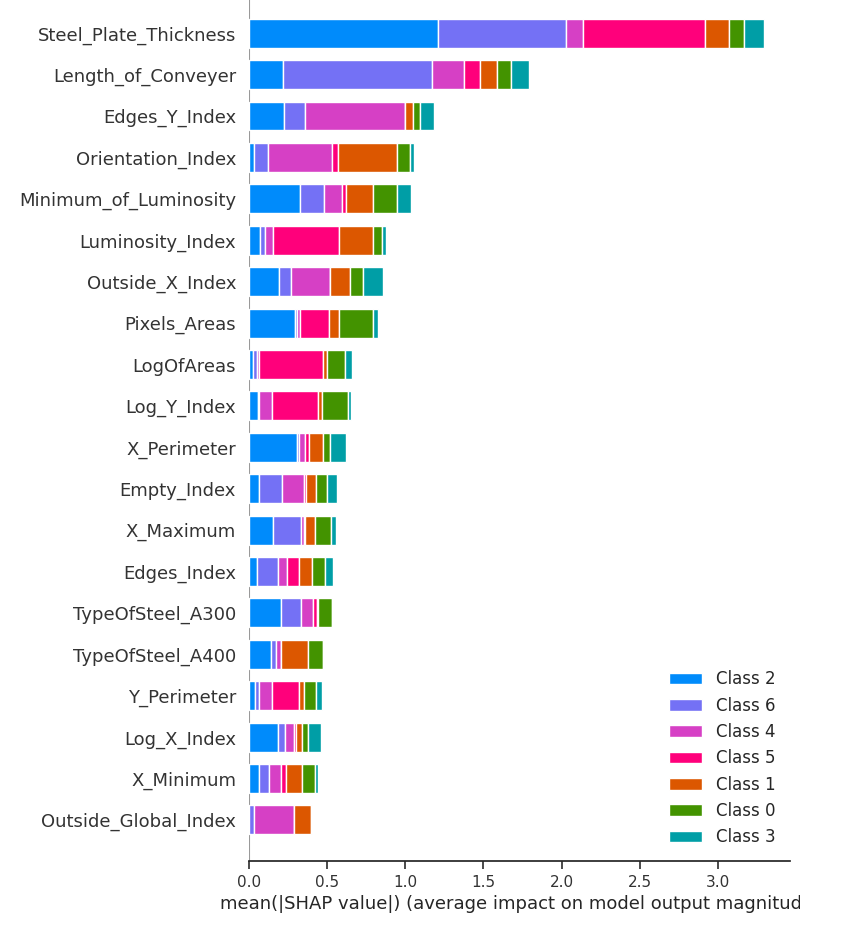 Steel_Plate_Thickness
Length_of_Conveyer
Edges_Y_Index
Orientation_Index
Minimum_of_Luminosity
Luminosity_Index
Outside_X_Index
Pixels_Areas
LogOfAreas
Log_Y_Index
X_Perimeter
Empty_Index
X_Maximum
Edges_Index
TypeOfSteel_A300
TypeOfSteel_A400
Y_Perimeter
Log_X_Index
X_Minimum
Outside_Global_Index
Class 2
Class 6
Class 4
Class 5
Class 1
Class 0
Class 3
0.0 0.5 1.0 1.5 2.0 2.5 3.0
mean(|SHAP value|) (average impact on model output magnitud